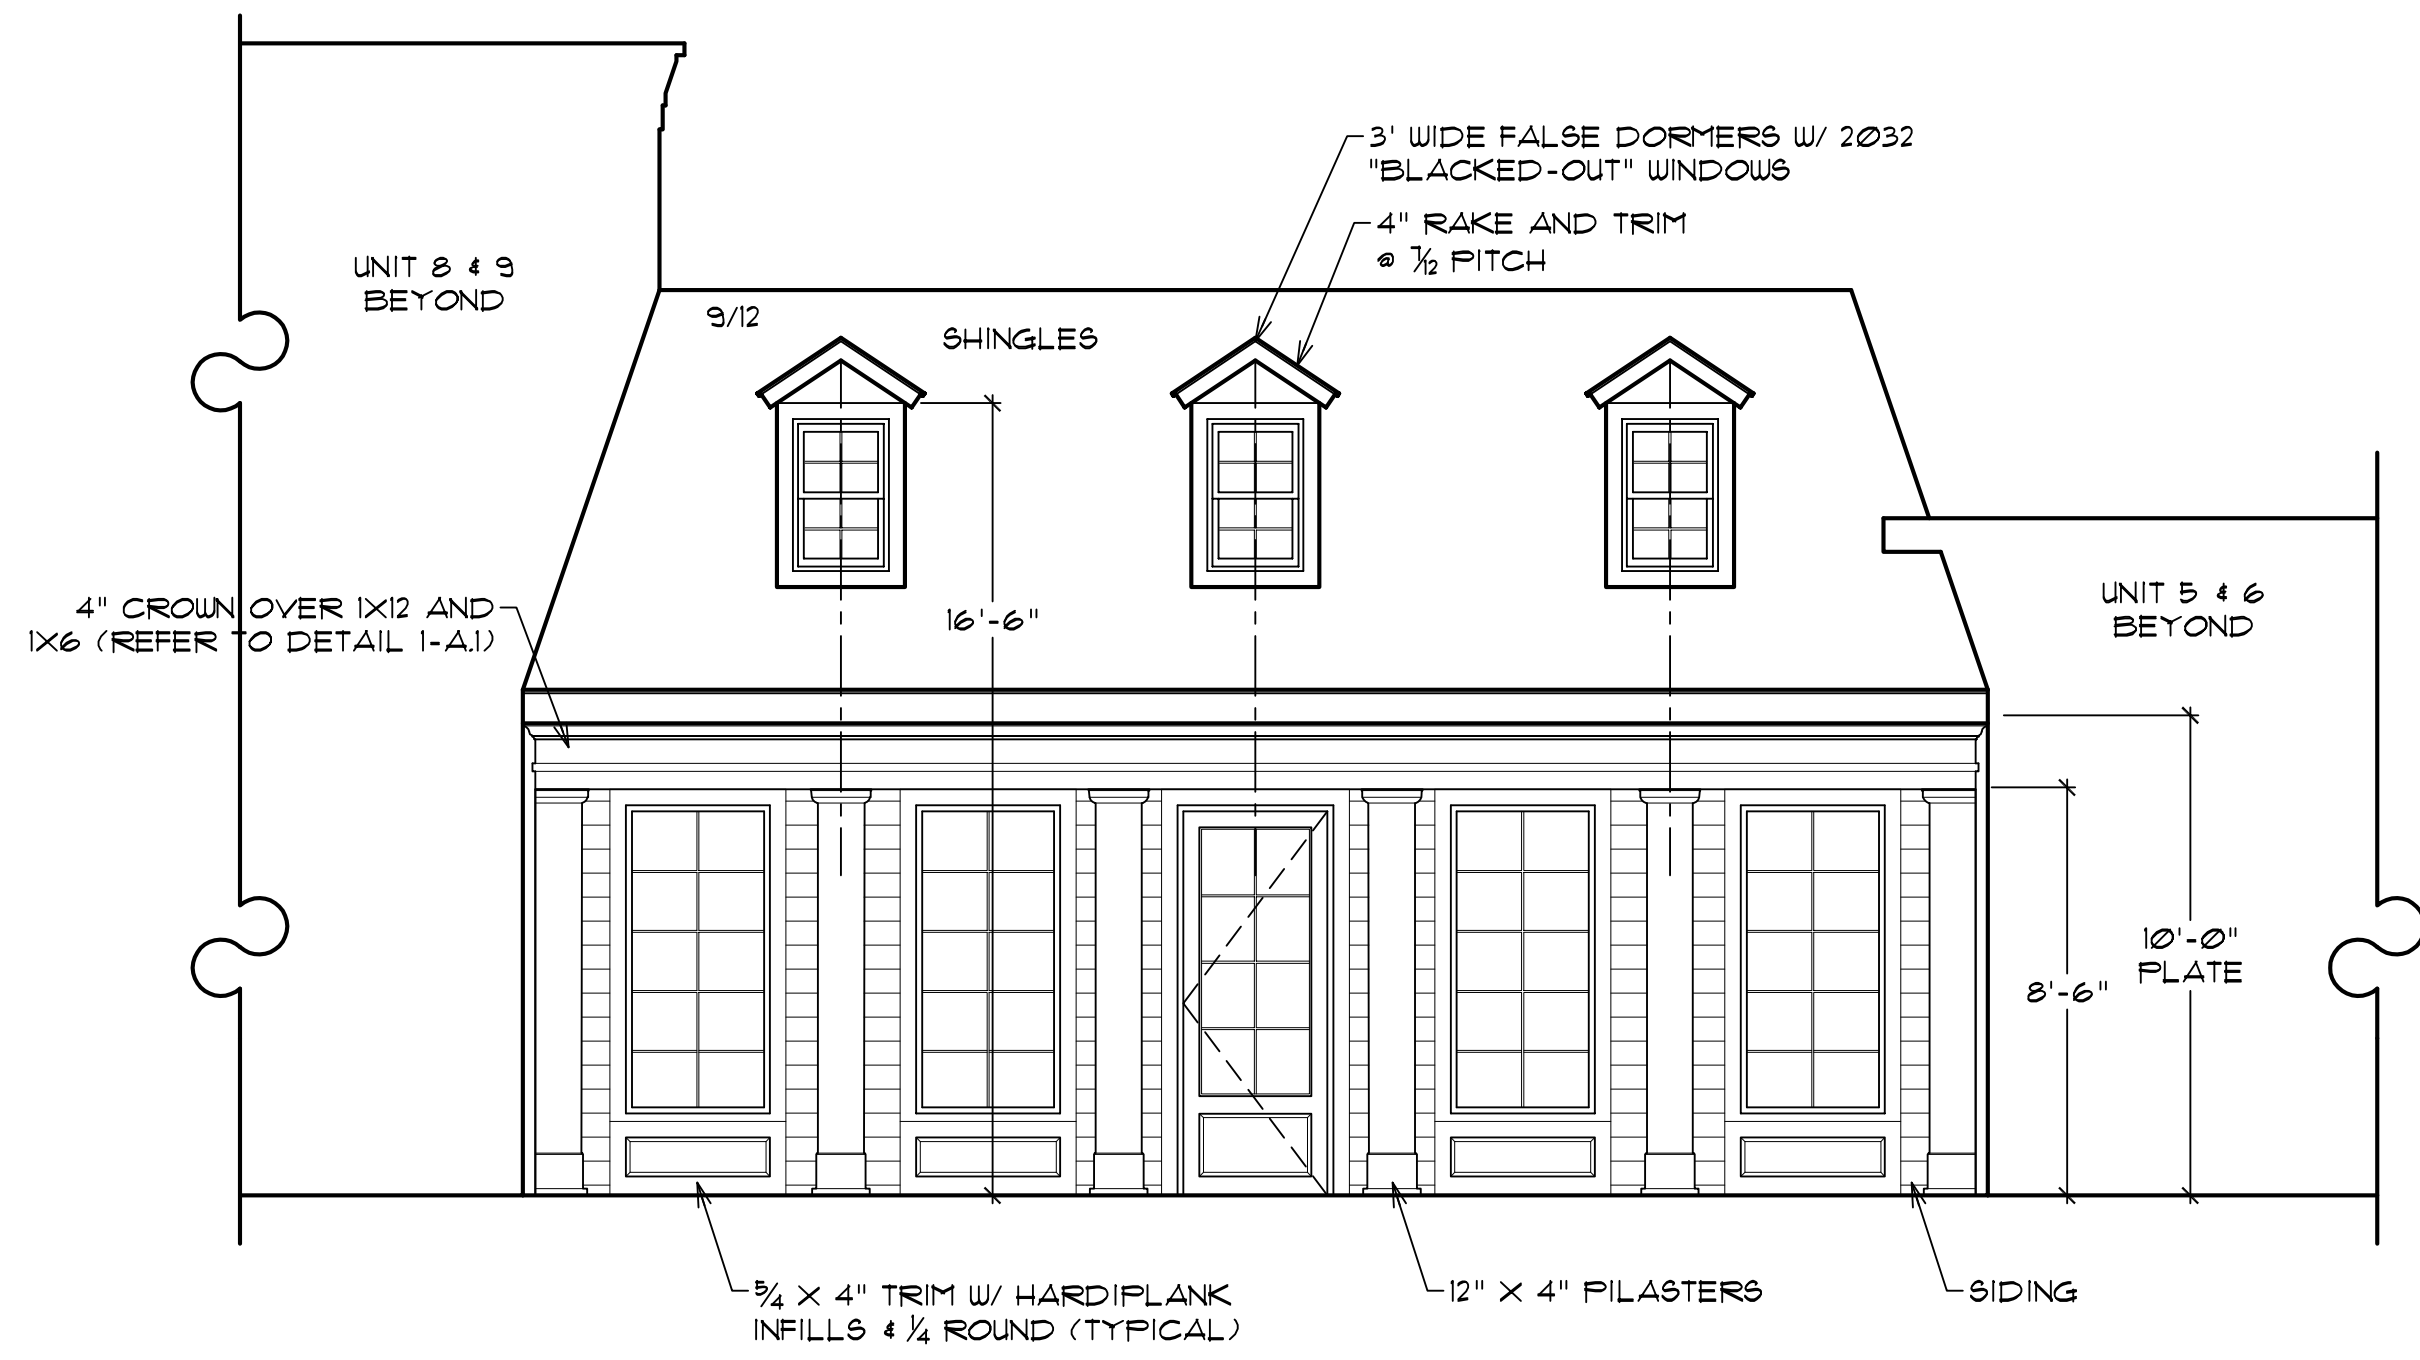 3' WIDE FALSE DORMERS W/ 2032
"BLACKED-OUT" WINDOWS
4" RAKE AND TRIM
@ 7/12 PITCH
UNIT 8 & 9
BEYOND
9/12
SHINGLES
4" CROWN OVER 1X12 AND
1X6 (REFER TO DETAIL 1-A.1)
16'-6"
UNIT 5 & 6
BEYOND
10'-0"
PLATE
8'-6"
5/4 X 4" TRIM W/ HARDIPLANK
INFILLS & 1/4 ROUND (TYPICAL)
12" X 4" PILASTERS
SIDING